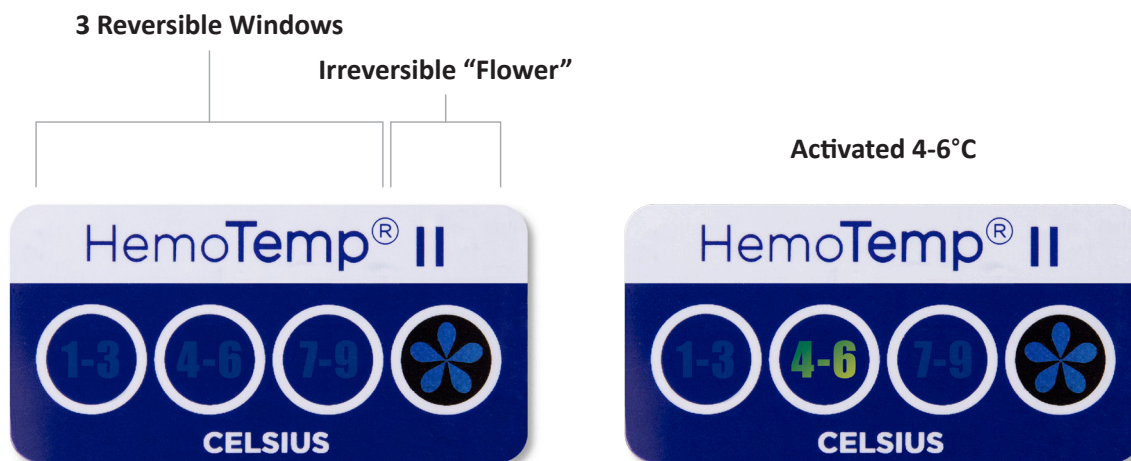 3 Reversible Windows
Irreversible “Flower”
Activated 4-6°C
HemoTemp® II
1-3 4-6 7-9
CELSIUS
HemoTemp® II
1-3 4-6 7-9
CELSIUS